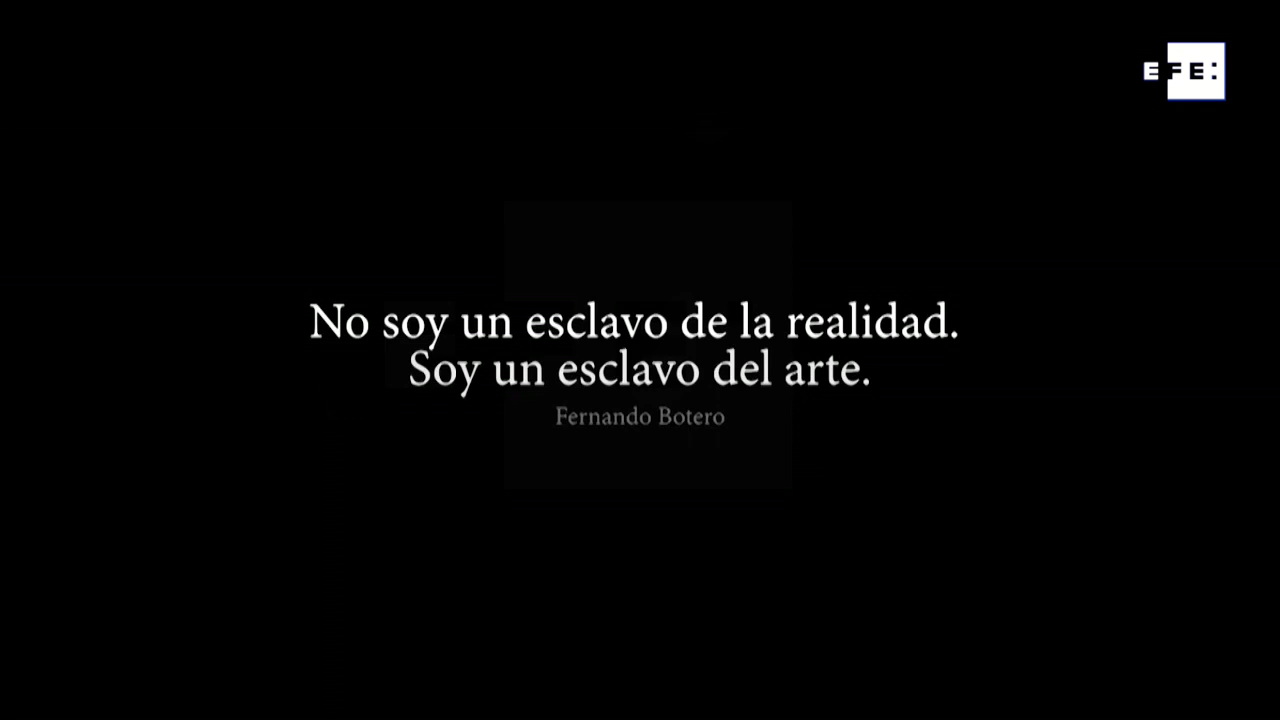 EFE:
No soy un esclavo de la realidad.
Soy un esclavo del arte.
Fernando Botero